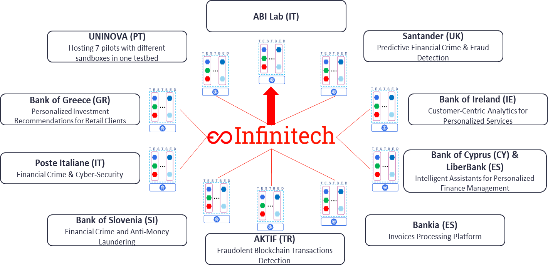 ABI Lab (IT)
UNINOVA (PT)
Hosting 7 pilots with different
sandboxes in one testbed
Santander (UK)
Predictive Financial Crime & Fraud
Detection
Bank of Greece (GR)
Personalized Investment
Recommendations for Retail Clients
Bank of Ireland (IE)
Customer-Centric Analytics for
Personalized Services
Infinitech
Poste Italiane (IT)
Financial Crime & Cyber-Security
Bank of Cyprus (CY) &
LiberBank (ES)
Intelligent Assistants for Personalized
Finance Management
Bank of Slovenia (SI)
Financial Crime and Anti-Money
Laundering
AKTIF (TR)
Fraudolent Blockchain Transactions
Detection
Bankia (ES)
Invoices Processing Platform